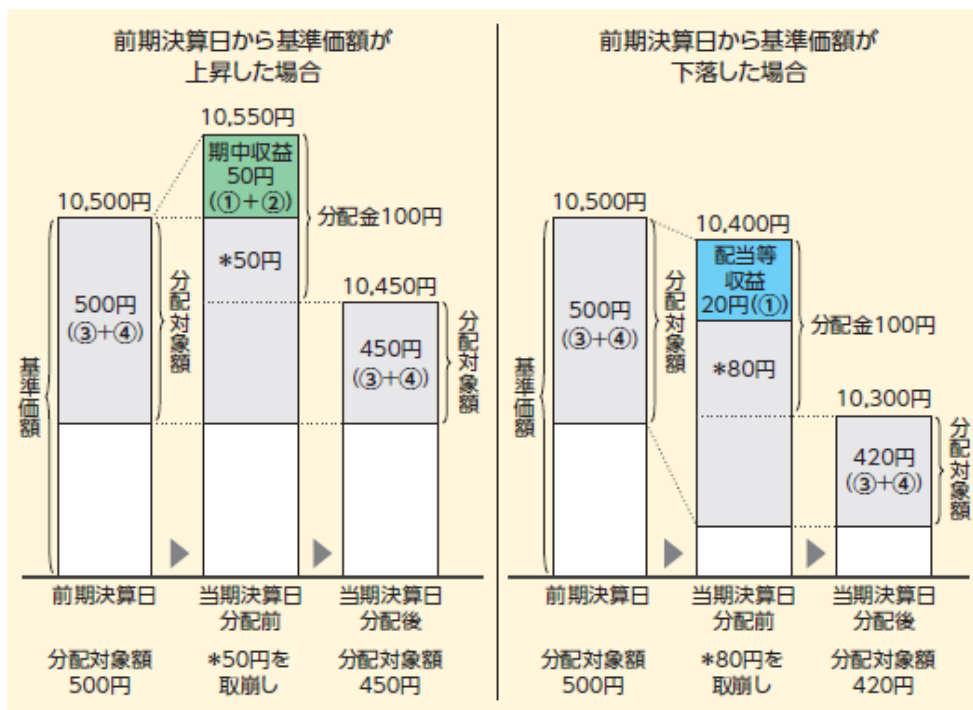 前期決算日から基準価額が
上昇した場合
10,550円
期中収益
50円
(①+②)
10,500円
分配金100円
*50円
10,450円
500円
(③+④)
分配対象額
450円
(③+④)
分配対象額
基準価額
前期決算日
当期決算日
分配前
当期決算日
分配後
分配対象額
500円
*50円を
取崩し
分配対象額
450円
前期決算日から基準価額が
下落した場合
10,500円
10,400円
配当等
収益
20円(①)
500円
(③+④)
分配対象額
分配金100円
*80円
10,300円
基準価額
420円
(③+④)
分配対象額
前期決算日
当期決算日
分配前
当期決算日
分配後
分配対象額
500円
*80円を
取崩し
分配対象額
420円